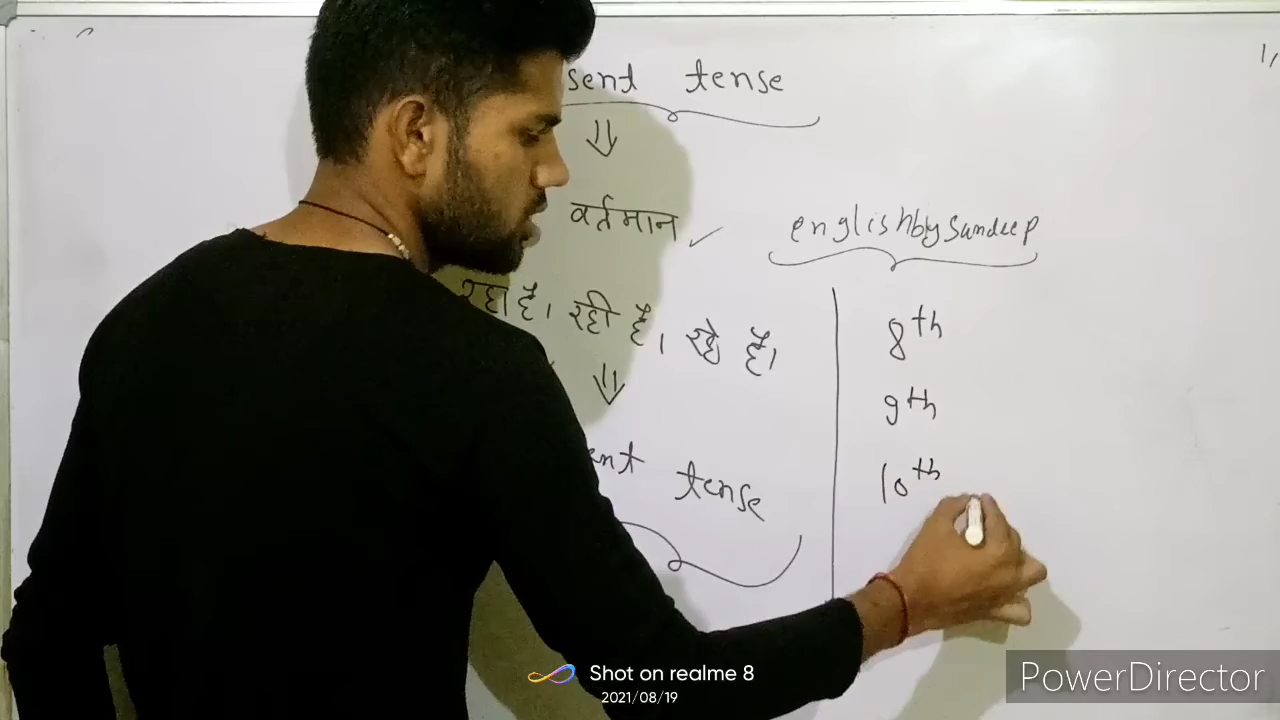 sent tense
वर्तमान
englishbySandeep
रहा है। रही है। रहे हैं।
8th
9th
10th
ent tense
Shot on realme 8
2021/08/19
PowerDirector